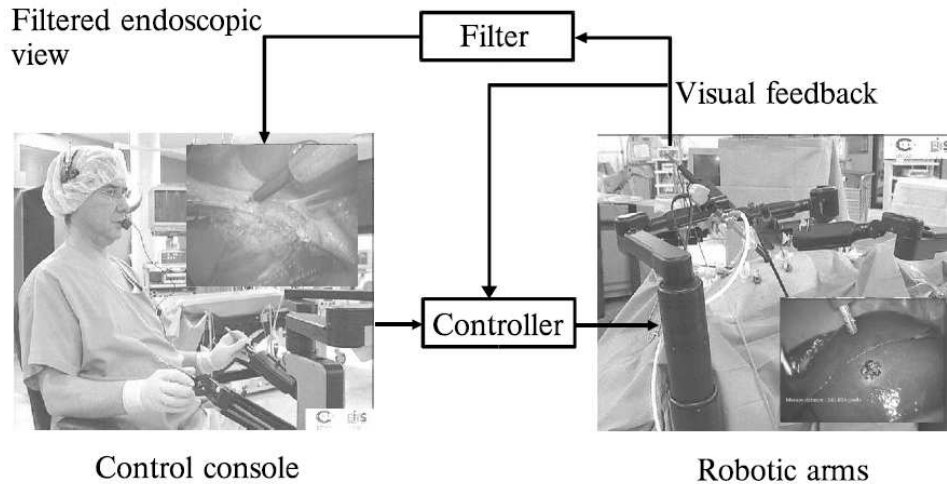 Filtered endoscopic
view
Filter
Visual feedback
Controller
Control console
Robotic arms